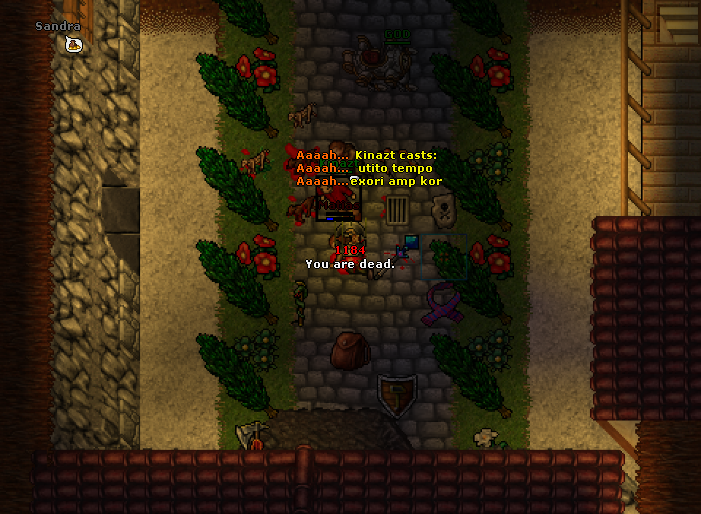 Sandra
Aaaah... Kinazt casts:
Aaaah... utito tempo
Aaaah... exori amp kor
You are dead.